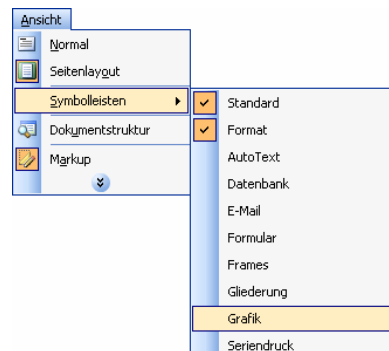 Ansicht
Normal
Seitenlayout
Symbolleisten
Dokumentstruktur
Markup
Standard
Format
AutoText
Datenbank
E-Mail
Formular
Frames
Gliederung
Grafik
Seriendruck